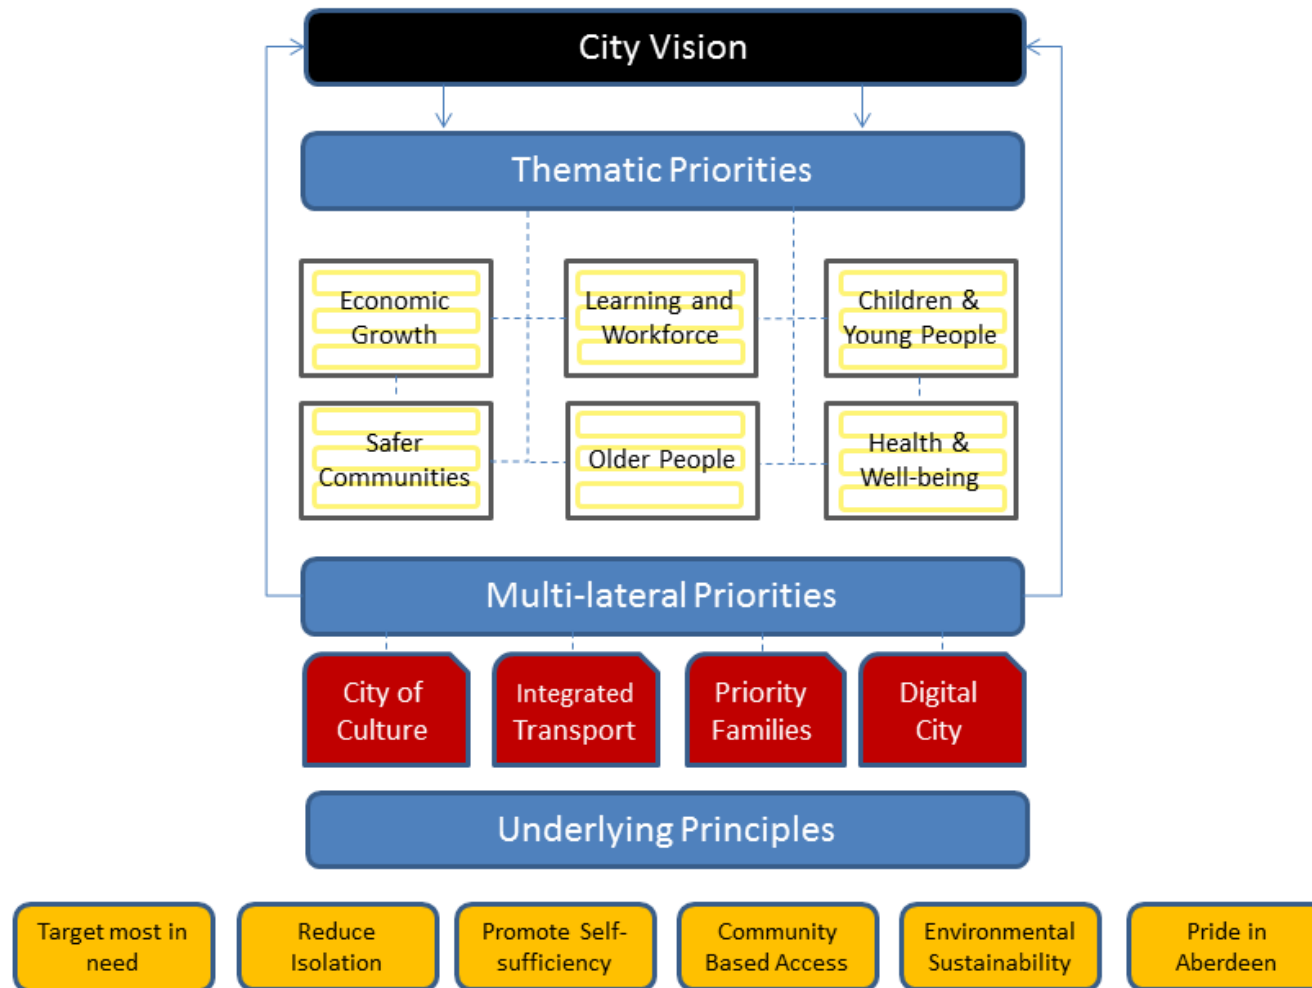 City Vision
Thematic Priorities
Economic
Growth
Learning and
Workforce
Children &
Young People
Safer
Communities
Older People
Health &
Well-being
Multi-lateral Priorities
City of
Culture
Integrated
Transport
Priority
Families
Digital
City
Underlying Principles
Target most in
need
Reduce
Isolation
Promote Self-
sufficiency
Community
Based Access
Environmental
Sustainability
Pride in
Aberdeen